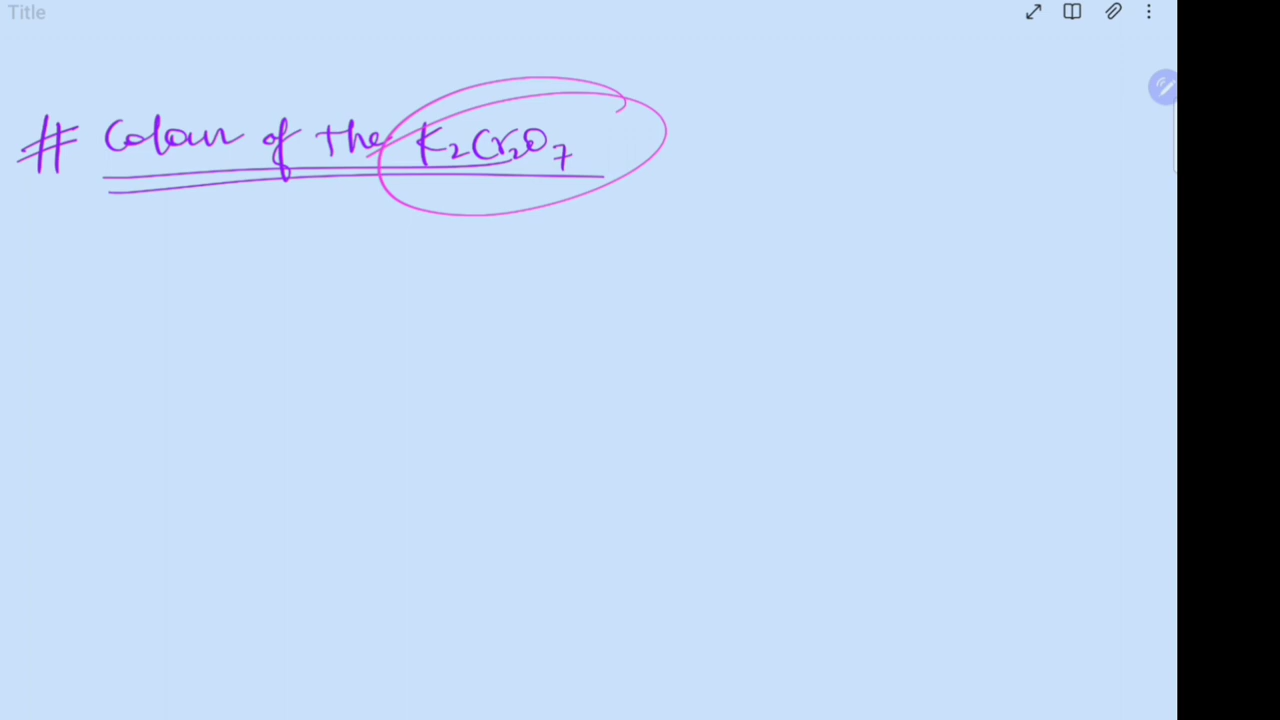 Title
# Colour of the K₂Cr₂O₇